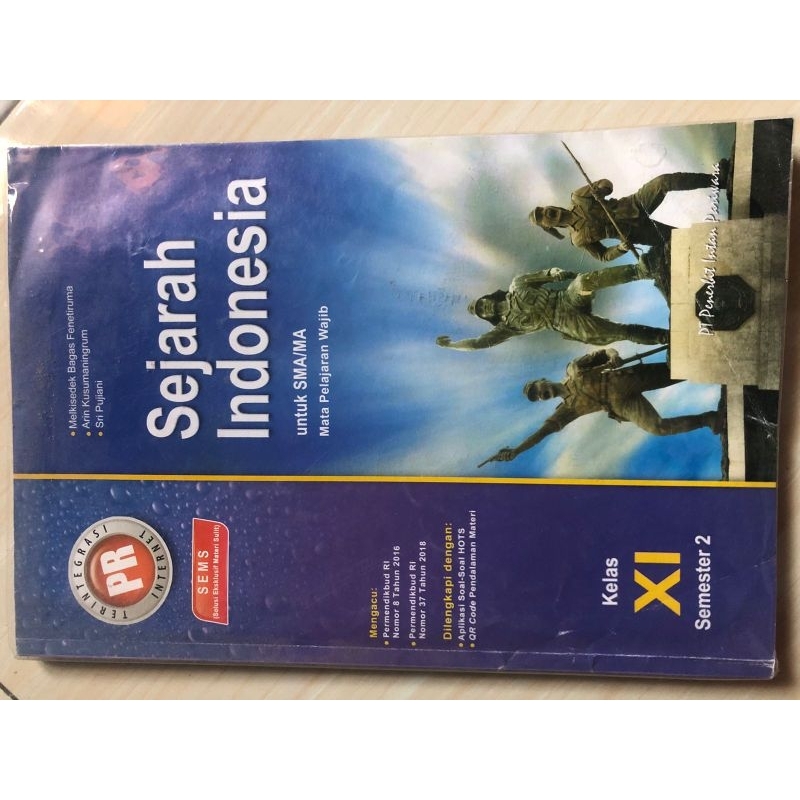 • Melkisedek Bagas Fenetiruma
• Arin Kusumaningrum
• Sri Pujiani
Sejarah
Indonesia
untuk SMA/MA
Mata Pelajaran Wajib
PT Penerbit Intan Pariwara
TERINTEGRASI
PR
INTERNET
SEMS
(Solusi Eksklusif Materi Sulit)
Mengacu:
• Permendikbud RI
Nomor 8 Tahun 2016
• Permendikbud RI
Nomor 37 Tahun 2018
Dilengkapi dengan:
• Aplikasi Soal-Soal HOTS
• QR Code Pendalaman Materi
Kelas
XI
Semester 2